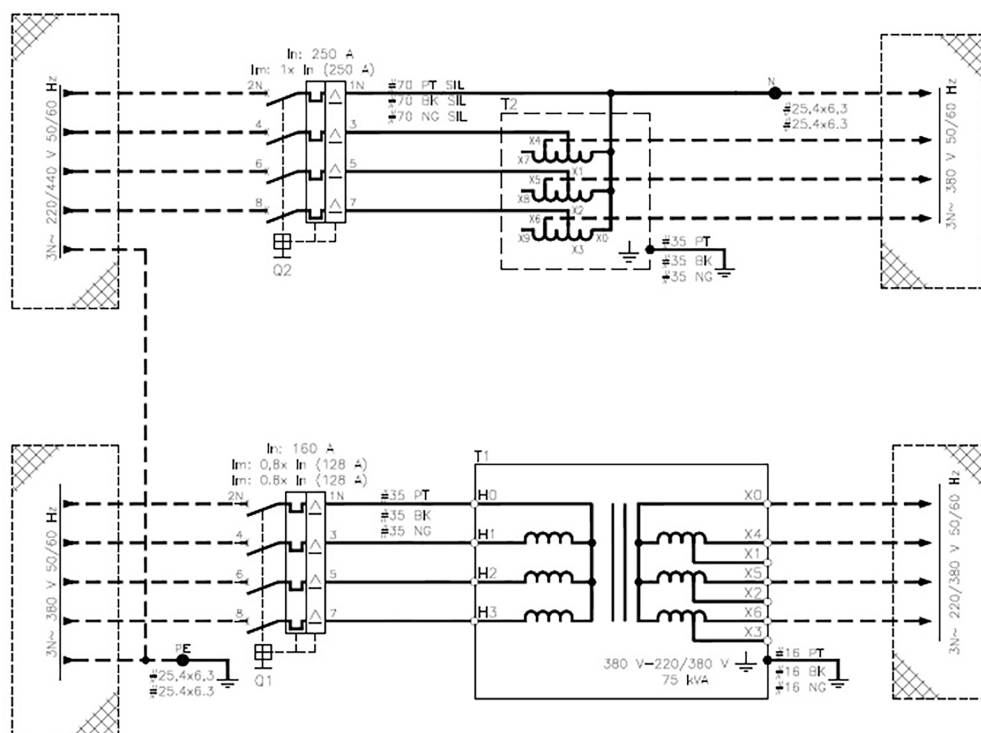 In: 250 A
Im: 1x In (250 A)
3N~ 220/440 V 50/60 Hz
2N
1N
#70 PT SIL
#70 BK SIL
#70 NG SIL
T2
N
#25,4x6,3
#25.4x6.3
3N~ 380 V 50/60 Hz
4
3
X4
X7
X1
6
5
X5
X8
X2
8
7
X6
X9
X3
X0
Q2
#35 PT
#35 BK
#35 NG
In: 160 A
Im: 0,8x In (128 A)
Im: 0.8x In (128 A)
T1
3N~ 380 V 50/60 Hz
2N
1N
#35 PT
#35 BK
#35 NG
H0
X0
4
3
H1
X4
X1
6
5
H2
X5
X2
8
7
H3
X6
X3
3N~ 220/380 V 50/60 Hz
PE
#25,4x6,3
#25.4x6.3
Q1
380 V-220/380 V
75 kVA
#16 PT
#16 BK
#16 NG